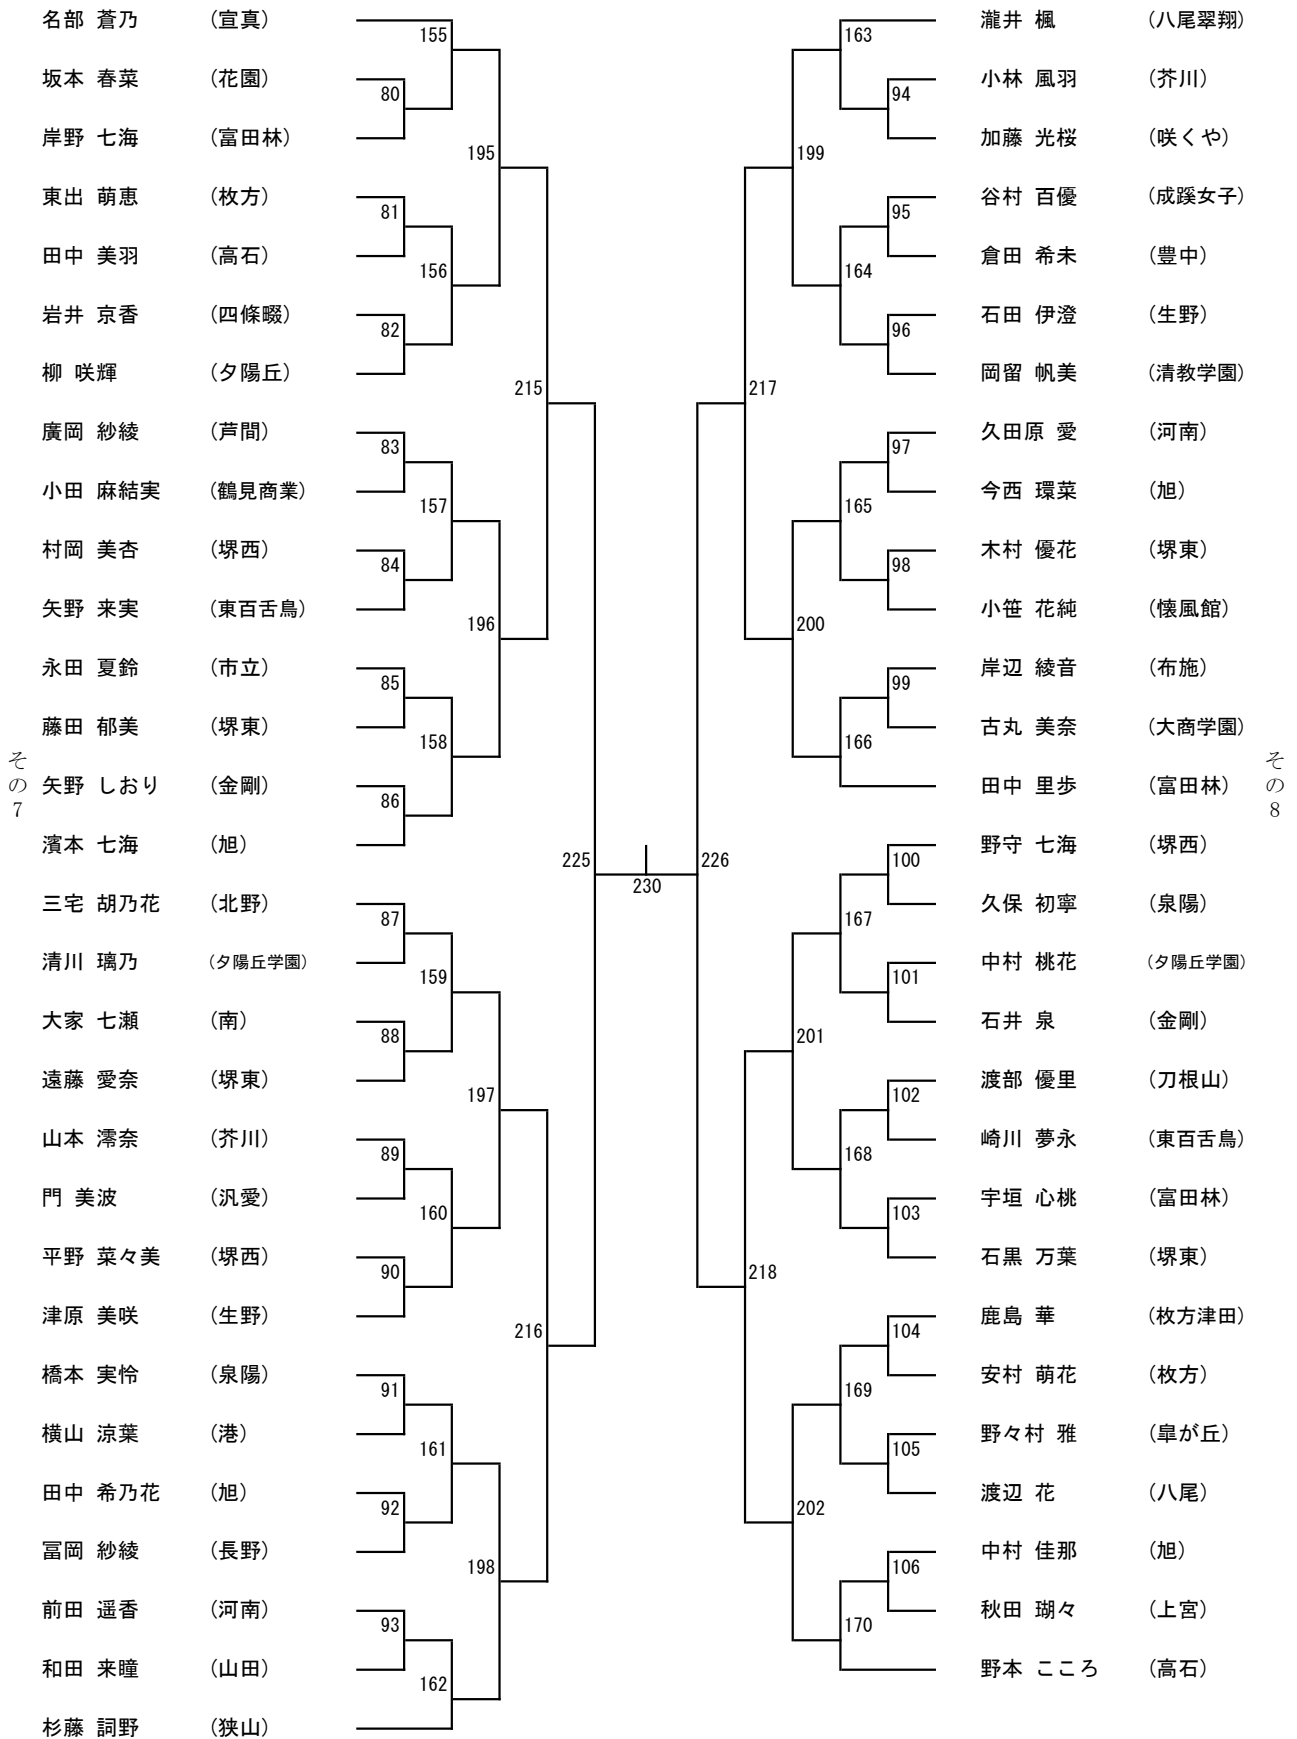 名部 蒼乃 (宣真)
坂本 春菜 (花園)
岸野 七海 (富田林)
東出 萌恵 (枚方)
田中 美羽 (高石)
岩井 京香 (四條畷)
柳 咲輝 (夕陽丘)
廣岡 紗綾 (芦間)
小田 麻結実 (鶴見商業)
村岡 美杏 (堺西)
矢野 来実 (東百舌鳥)
永田 夏鈴 (市立)
藤田 郁美 (堺東)
矢野 しおり (金剛)
濱本 七海 (旭)
三宅 胡乃花 (北野)
清川 璃乃 (夕陽丘学園)
大家 七瀬 (南)
遠藤 愛奈 (堺東)
山本 澪奈 (芥川)
門 美波 (汎愛)
平野 菜々美 (堺西)
津原 美咲 (生野)
橋本 実怜 (泉陽)
横山 涼葉 (港)
田中 希乃花 (旭)
冨岡 紗綾 (長野)
前田 遥香 (河南)
和田 来瞳 (山田)
杉藤 詞野 (狭山)
その7
80
81
82
83
84
85
86
87
88
89
90
91
92
93
155
156
157
158
159
160
161
162
195
196
197
198
215
216
225
230
226
217
218
199
200
201
202
163
164
165
166
167
168
169
170
94
95
96
97
98
99
100
101
102
103
104
105
106
瀧井 楓 (八尾翠翔)
小林 風羽 (芥川)
加藤 光桜 (咲くや)
谷村 百優 (成蹊女子)
倉田 希未 (豊中)
石田 伊澄 (生野)
岡留 帆美 (清教学園)
久田原 愛 (河南)
今西 環菜 (旭)
木村 優花 (堺東)
小笹 花純 (懐風館)
岸辺 綾音 (布施)
古丸 美奈 (大商学園)
田中 里歩 (富田林)
野守 七海 (堺西)
久保 初寧 (泉陽)
中村 桃花 (夕陽丘学園)
石井 泉 (金剛)
渡部 優里 (刀根山)
崎川 夢永 (東百舌鳥)
宇垣 心桃 (富田林)
石黒 万葉 (堺東)
鹿島 華 (枚方津田)
安村 萌花 (枚方)
野々村 雅 (皐が丘)
渡辺 花 (八尾)
中村 佳那 (旭)
秋田 瑚々 (上宮)
野本 こころ (高石)
その8